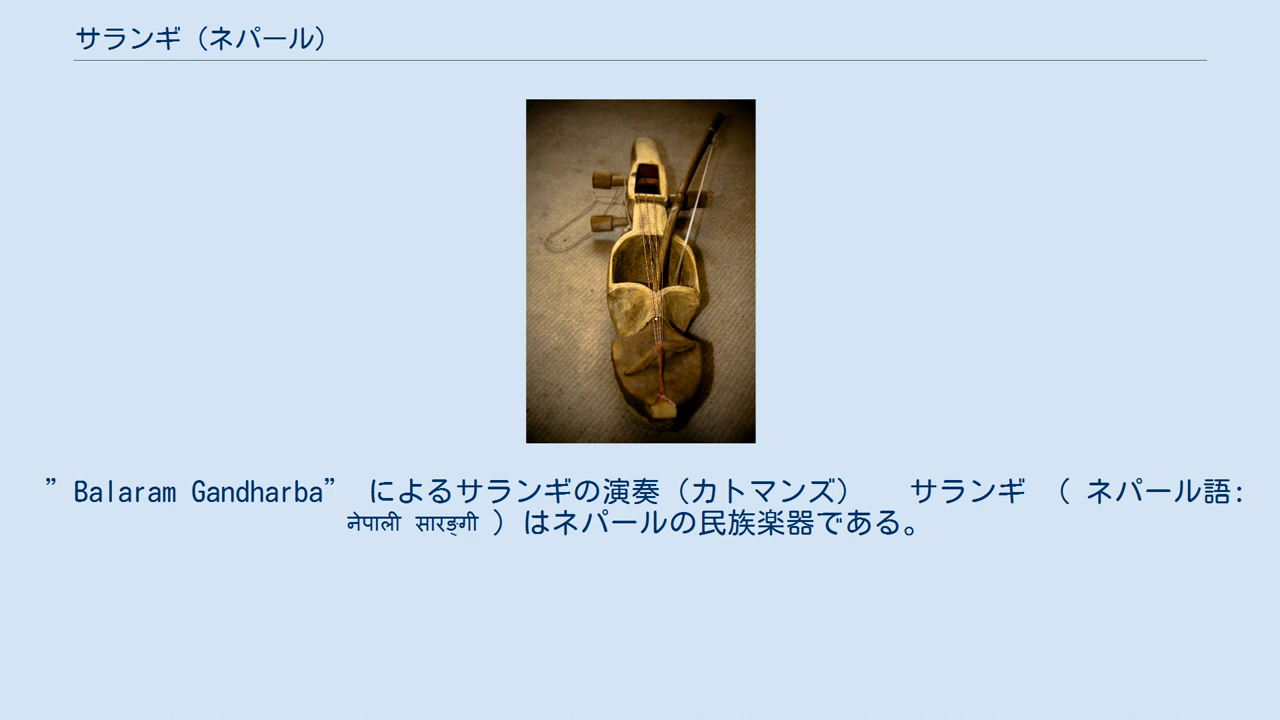 サランギ（ネパール）
”Balaram Gandharba” によるサランギの演奏（カトマンズ）　 サランギ （ ネパール語:
नेपाली सारङ्गी ）はネパールの民族楽器である。